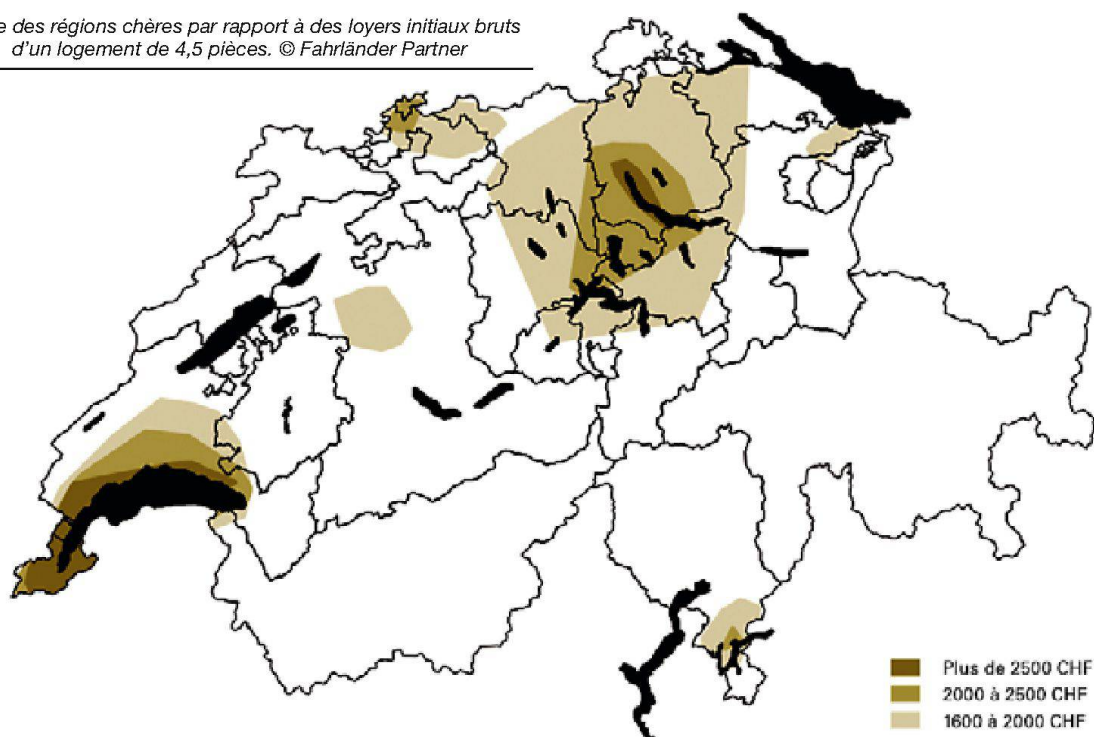 des régions chères par rapport à des loyers initiaux bruts
d'un logement de 4,5 pièces. © Fahrländer Partner
Plus de 2500 CHF
2000 à 2500 CHF
1600 à 2000 CHF